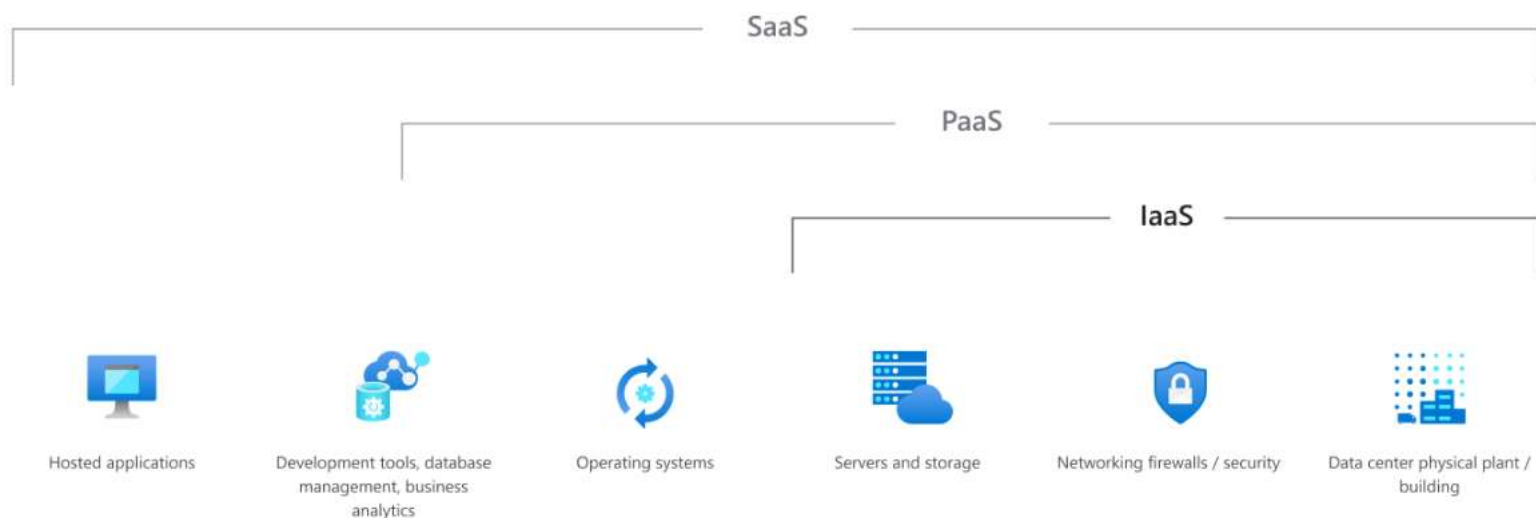 SaaS
PaaS
IaaS
Hosted applications
Development tools, database
management, business
analytics
Operating systems
Servers and storage
Networking firewalls / security
Data center physical plant /
building